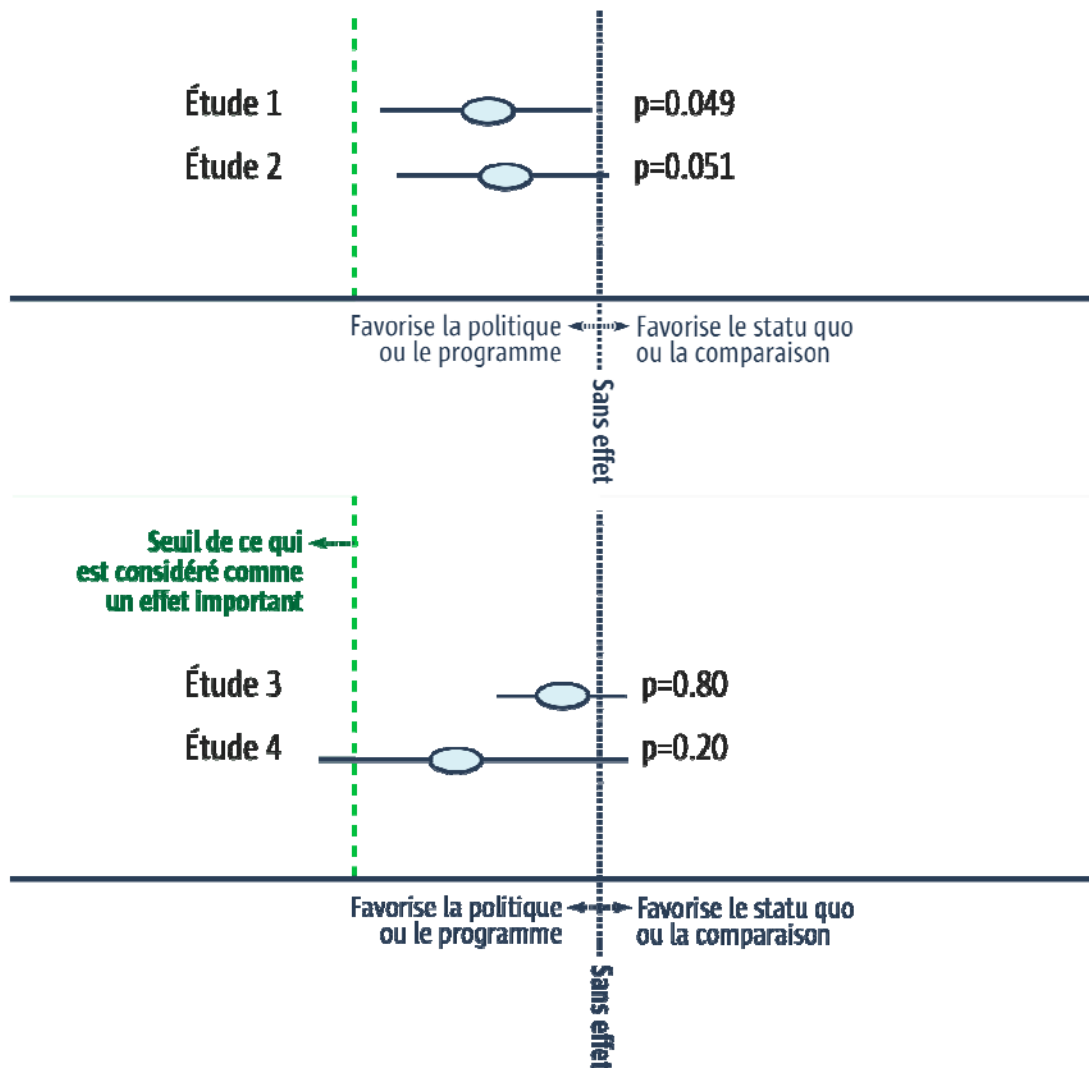 Étude 1
p=0.049
Étude 2
p=0.051
Favorise la politique
ou le programme
Favorise le statu quo
ou la comparaison
Sans effet
Seuil de ce qui
est considéré comme
un effet important
Étude 3
p=0.80
Étude 4
p=0.20
Favorise la politique
ou le programme
Favorise le statu quo
ou la comparaison
Sans effet